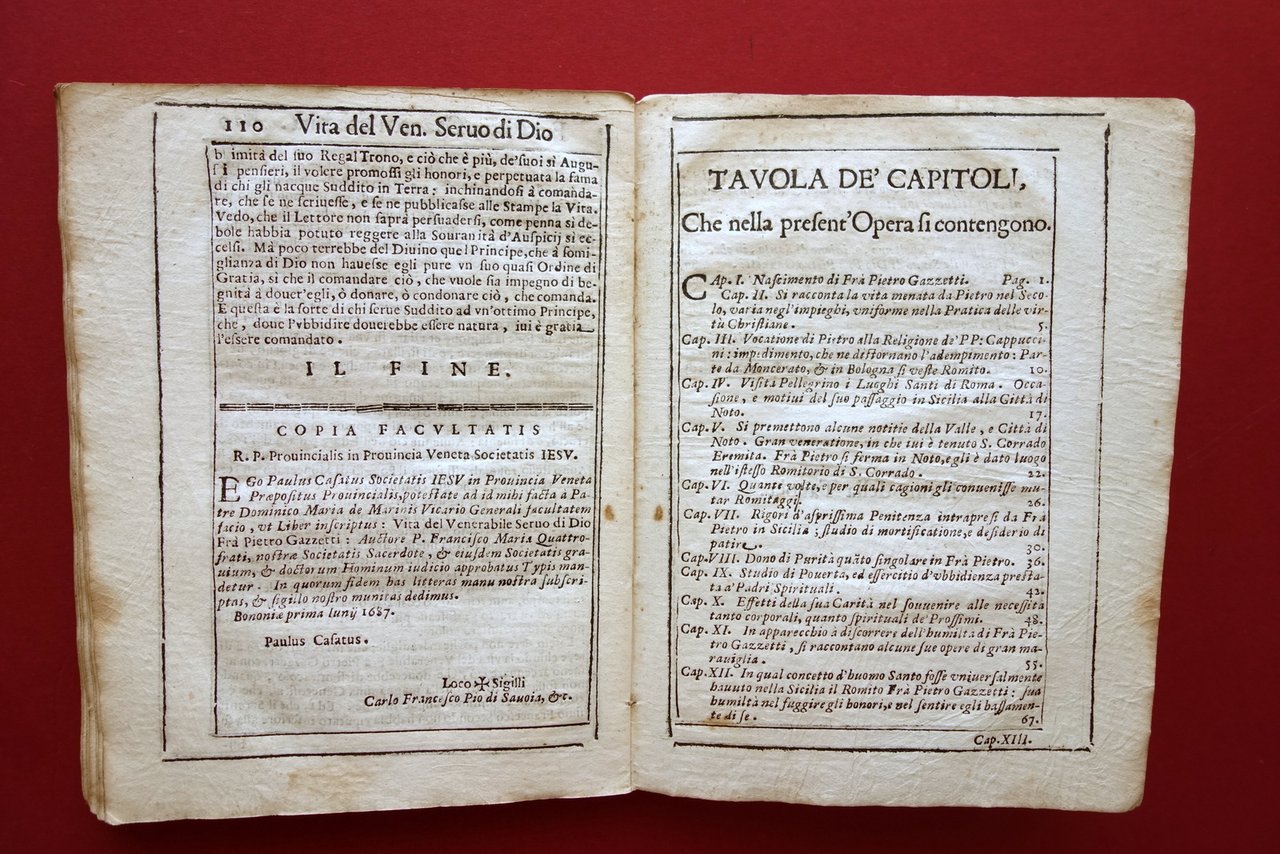 110 Vita del Ven. Seruo di Dio
imità del suo Regal Trono, e ciò che è più, de'suoi sì Augu-
si pensieri, il volere promossi gli honori, e perpetuata la fama
di chi gli nacque Suddito in Terra; inchinandosi à comanda-
re, che se ne scriuesse, e se ne pubblicasse alle Stampe la Vita.
Vedo, che il Lettore non saprà persuadersi, come penna sì de-
bole habbia potuto reggere alla Souranità d'Auspicij sì ec-
celsi. Mà poco terrebbe del Diuino quel Principe, che à somi-
glianza di Dio non hauesse egli pure vn suo quasi Ordine di
Gratia, sì che il comandare ciò, che vuole sia impegno di be-
gnità à douer'egli, ò donare, ò condonare ciò, che comanda.
E questa è la sorte di chi serue Suddito ad vn'ottimo Principe,
che, doue l'vbbidire douerebbe essere natura, iui è gratia
l'essere comandato.
IL FINE.
COPIA FACVLTATIS
R. P. Prouincialis in Prouincia Veneta Societatis IESV.
EGo Paulus Casatus Societatis IESV in Prouincia Veneta
Præpositus Prouincialis, potestate ad id mihi facta à Pa-
tre Dominico Maria de Marinis Vicario Generali facultatem
facio, vt Liber inscriptus: Vita del Venerabile Seruo di Dio
Frà Pietro Gazzetti: Auctore P. Francisco Maria Quattro-
frati, nostræ Societatis Sacerdote, & eiusdem Societatis gra-
uium, & doctorum Hominum iudicio approbatus Typis man-
detur. In quorum fidem has litteras manu nostra subscri-
ptas, & sigillo nostro munitas dedimus.
Bononiæ prima Iunij 1687.
Paulus Casatus.
Loco ✠ Sigilli
Carlo Francesco Pio di Sauoia, &c.
TAVOLA DE' CAPITOLI,
Che nella present'Opera si contengono.
CAp. I. Nascimento di Frà Pietro Gazzetti. Pag. 1.
Cap. II. Si racconta la vita menata da Pietro nel Seco-
lo, varia negl'impieghi, vniforme nella Pratica delle vir-
tù Christiane. 5.
Cap. III. Vocatione di Pietro alla Religione de'PP: Cappucci-
ni: impedimento, che ne distornano l'adempimento: Par-
te da Moncerato, & in Bologna si veste Romito. 10.
Cap. IV. Visita Pellegrino i Luoghi Santi di Roma. Occa-
sione, e motiui del suo passaggio in Sicilia alla Città di
Noto. 17.
Cap. V. Si premettono alcune notitie della Valle, e Città di
Noto. Gran veneratione, in che iui è tenuto S. Corrado
Eremita. Frà Pietro si ferma in Noto, e gli è dato luogo
nell'istesso Romitorio di S. Corrado. 22.
Cap. VI. Quante volte, e per quali cagioni gli conuenisse mu-
tar Romitaggi. 26.
Cap. VII. Rigori d'asprissima Penitenza intrapresi da Frà
Pietro in Sicilia; studio di mortificatione, e desiderio di
patire. 30.
Cap. VIII. Dono di Purità quãto singolare in Frà Pietro. 36.
Cap. IX. Studio di Pouerta, ed essercitio d'vbbidienza presta-
ta a'Padri Spirituali. 42.
Cap. X. Effetti della sua Carità nel souuenire alle necessità
tanto corporali, quanto spirituali de'Prossimi. 48.
Cap. XI. In apparecchio à discorrere dell'humiltà di Frà Pie-
tro Gazzetti, si raccontano alcune sue opere di gran ma-
rauiglia. 55.
Cap. XII. In qual concetto d'huomo Santo fosse vniuersalmente
hauuto nella Sicilia il Romito Frà Pietro Gazzetti: sua
humiltà nel fuggire gli honori, e nel sentire egli bassamen-
te di se. 67.
Cap. XIII.